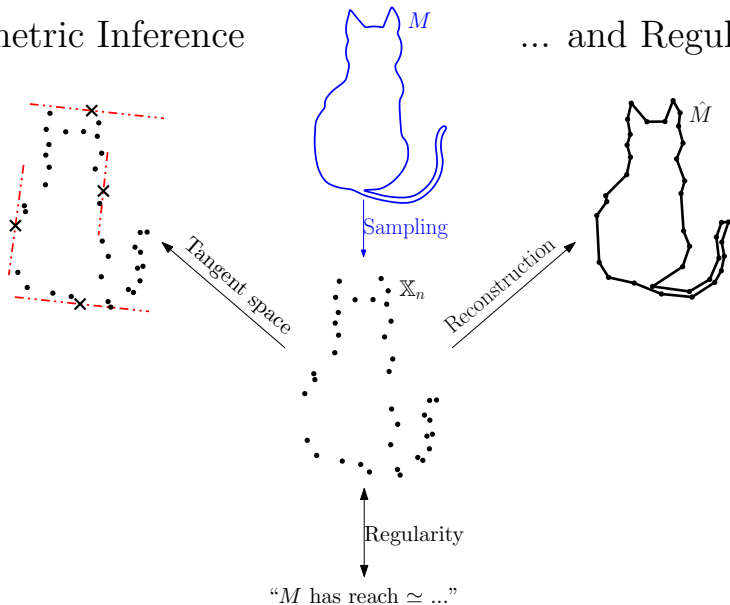 metric Inference
... and Regul
M
M̂
Sampling
Tangent space
𝕏ₙ
Reconstruction
Regularity
“M has reach ≃ ...”